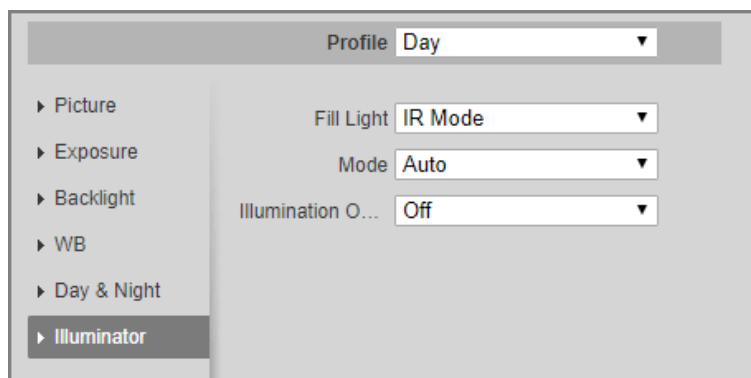 Profile Day
Picture
Fill Light IR Mode
Exposure
Mode Auto
Backlight
Illumination O... Off
WB
Day & Night
Illuminator